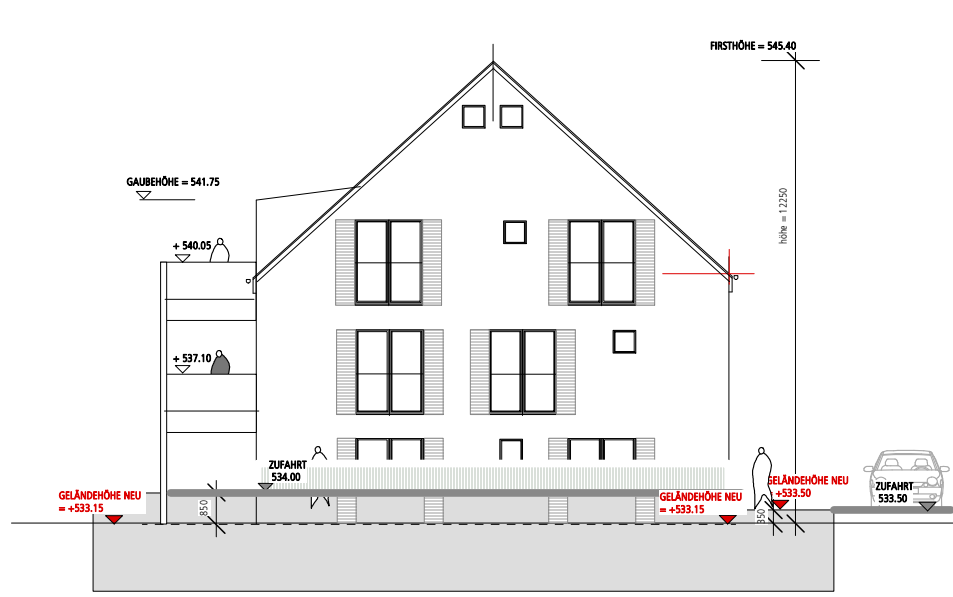 FIRSTHÖHE = 545.40
GAUBEHÖHE = 541.75
höhe = 12250
+ 540.05
+ 537.10
ZUFAHRT
534.00
GELÄNDEHÖHE NEU
= +533.15
850
GELÄNDEHÖHE NEU
= +533.15
GELÄNDEHÖHE NEU
= +533.50
350
ZUFAHRT
533.50